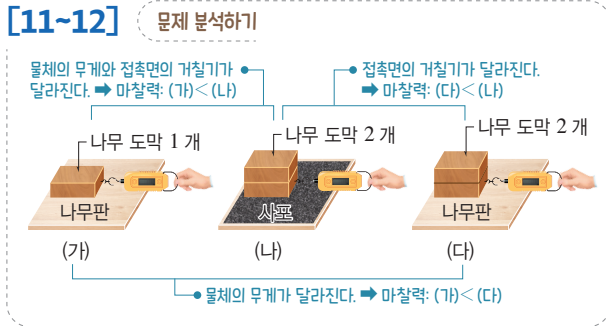 [11~12] 문제 분석하기
물체의 무게와 접촉면의 거칠기가
달라진다. ➡ 마찰력: (가)<(나)
접촉면의 거칠기가 달라진다.
➡ 마찰력: (다)<(나)
나무 도막 1개
나무 도막 2개
나무 도막 2개
나무판
사포
나무판
(가)
(나)
(다)
물체의 무게가 달라진다. ➡ 마찰력: (가)<(다)